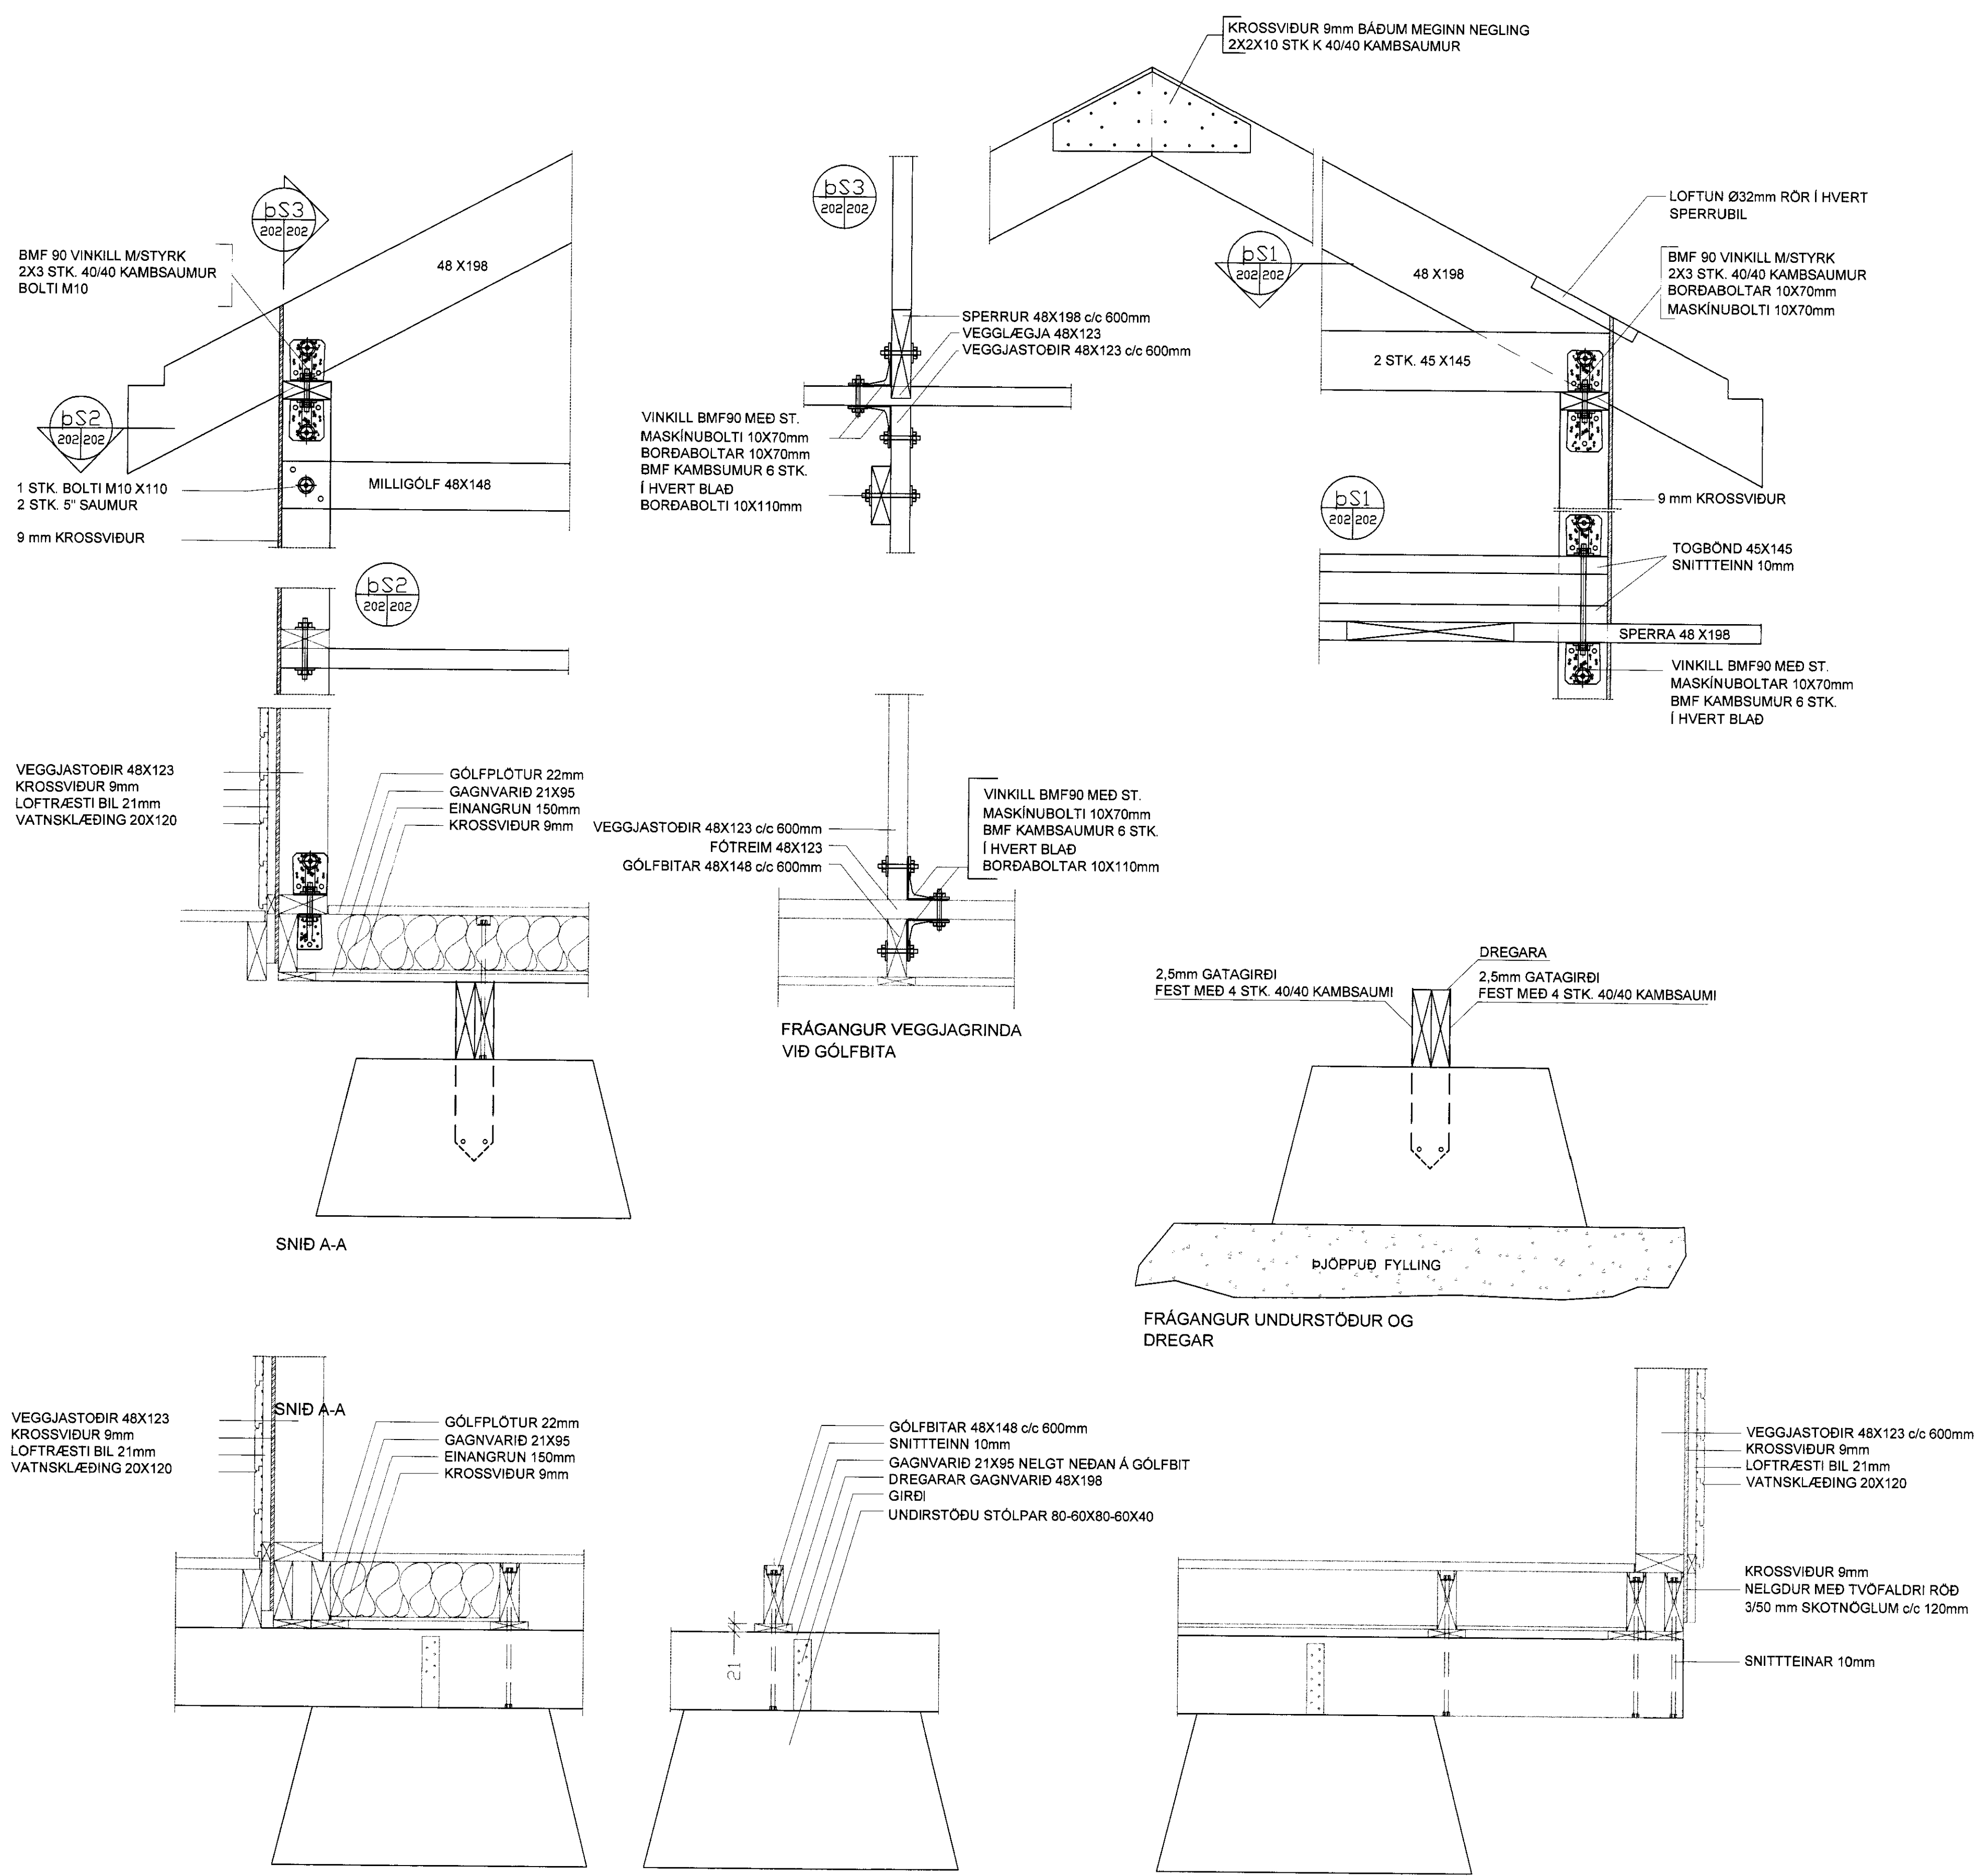 KROSSVIÐUR 9mm BÁÐUM MEGINN NEGLING
2X2X10 STK K 40/40 KAMBSAUMUR
þS3
202 202
BMF 90 VINKILL M/STYRK
2X3 STK. 40/40 KAMBSAUMUR
BOLTI M10
48 X198
þS2
202 202
1 STK. BOLTI M10 X110
2 STK. 5" SAUMUR
9 mm KROSSVIÐUR
MILLIGÓLF 48X148
þS3
202 202
SPERRUR 48X198 c/c 600mm
VEGGLÆGJA 48X123
VEGGJASTOÐIR 48X123 c/c 600mm
VINKILL BMF90 MEÐ ST.
MASKÍNUBOLTI 10X70mm
BORÐABOLTAR 10X70mm
BMF KAMBSUMUR 6 STK.
Í HVERT BLAÐ
BORÐABOLTI 10X110mm
þS1
202 202
48 X198
2 STK. 45 X145
LOFTUN Ø32mm RÖR Í HVERT
SPERRUBIL
BMF 90 VINKILL M/STYRK
2X3 STK. 40/40 KAMBSAUMUR
BORÐABOLTAR 10X70mm
MASKÍNUBOLTI 10X70mm
9 mm KROSSVIÐUR
þS1
202 202
TOGBÖND 45X145
SNITTTEINN 10mm
SPERRA 48 X198
VINKILL BMF90 MEÐ ST.
MASKÍNUBOLTAR 10X70mm
BMF KAMBSUMUR 6 STK.
Í HVERT BLAÐ
þS2
202 202
VEGGJASTOÐIR 48X123
KROSSVIÐUR 9mm
LOFTRÆSTI BIL 21mm
VATNSKLÆÐING 20X120
GÓLFPLÖTUR 22mm
GAGNVARIÐ 21X95
EINANGRUN 150mm
KROSSVIÐUR 9mm
SNIÐ A-A
VEGGJASTOÐIR 48X123 c/c 600mm
FÓTREIM 48X123
GÓLFBITAR 48X148 c/c 600mm
VINKILL BMF90 MEÐ ST.
MASKÍNUBOLTI 10X70mm
BMF KAMBSAUMUR 6 STK.
Í HVERT BLAÐ
BORÐABOLTAR 10X110mm
FRÁGANGUR VEGGJAGRINDA
VIÐ GÓLFBITA
DREGARA
2,5mm GATAGIRÐI
FEST MEÐ 4 STK. 40/40 KAMBSAUMI
2,5mm GATAGIRÐI
FEST MEÐ 4 STK. 40/40 KAMBSAUMI
ÞJÖPPUÐ FYLLING
FRÁGANGUR UNDURSTÖÐUR OG
DREGAR
SNIÐ A-A
VEGGJASTOÐIR 48X123
KROSSVIÐUR 9mm
LOFTRÆSTI BIL 21mm
VATNSKLÆÐING 20X120
GÓLFPLÖTUR 22mm
GAGNVARIÐ 21X95
EINANGRUN 150mm
KROSSVIÐUR 9mm
GÓLFBITAR 48X148 c/c 600mm
SNITTTEINN 10mm
GAGNVARIÐ 21X95 NELGT NEÐAN Á GÓLFBIT
DREGARAR GAGNVARIÐ 48X198
GIRÐI
UNDIRSTÖÐU STÓLPAR 80-60X80-60X40
21
VEGGJASTOÐIR 48X123 c/c 600mm
KROSSVIÐUR 9mm
LOFTRÆSTI BIL 21mm
VATNSKLÆÐING 20X120
KROSSVIÐUR 9mm
NELGDUR MEÐ TVÖFALDRI RÖÐ
3/50 mm SKOTNÖGLUM c/c 120mm
SNITTTEINAR 10mm